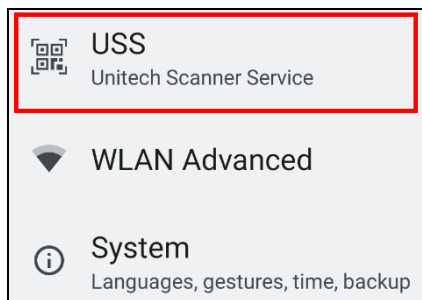 USS
Unitech Scanner Service
WLAN Advanced
System
Languages, gestures, time, backup